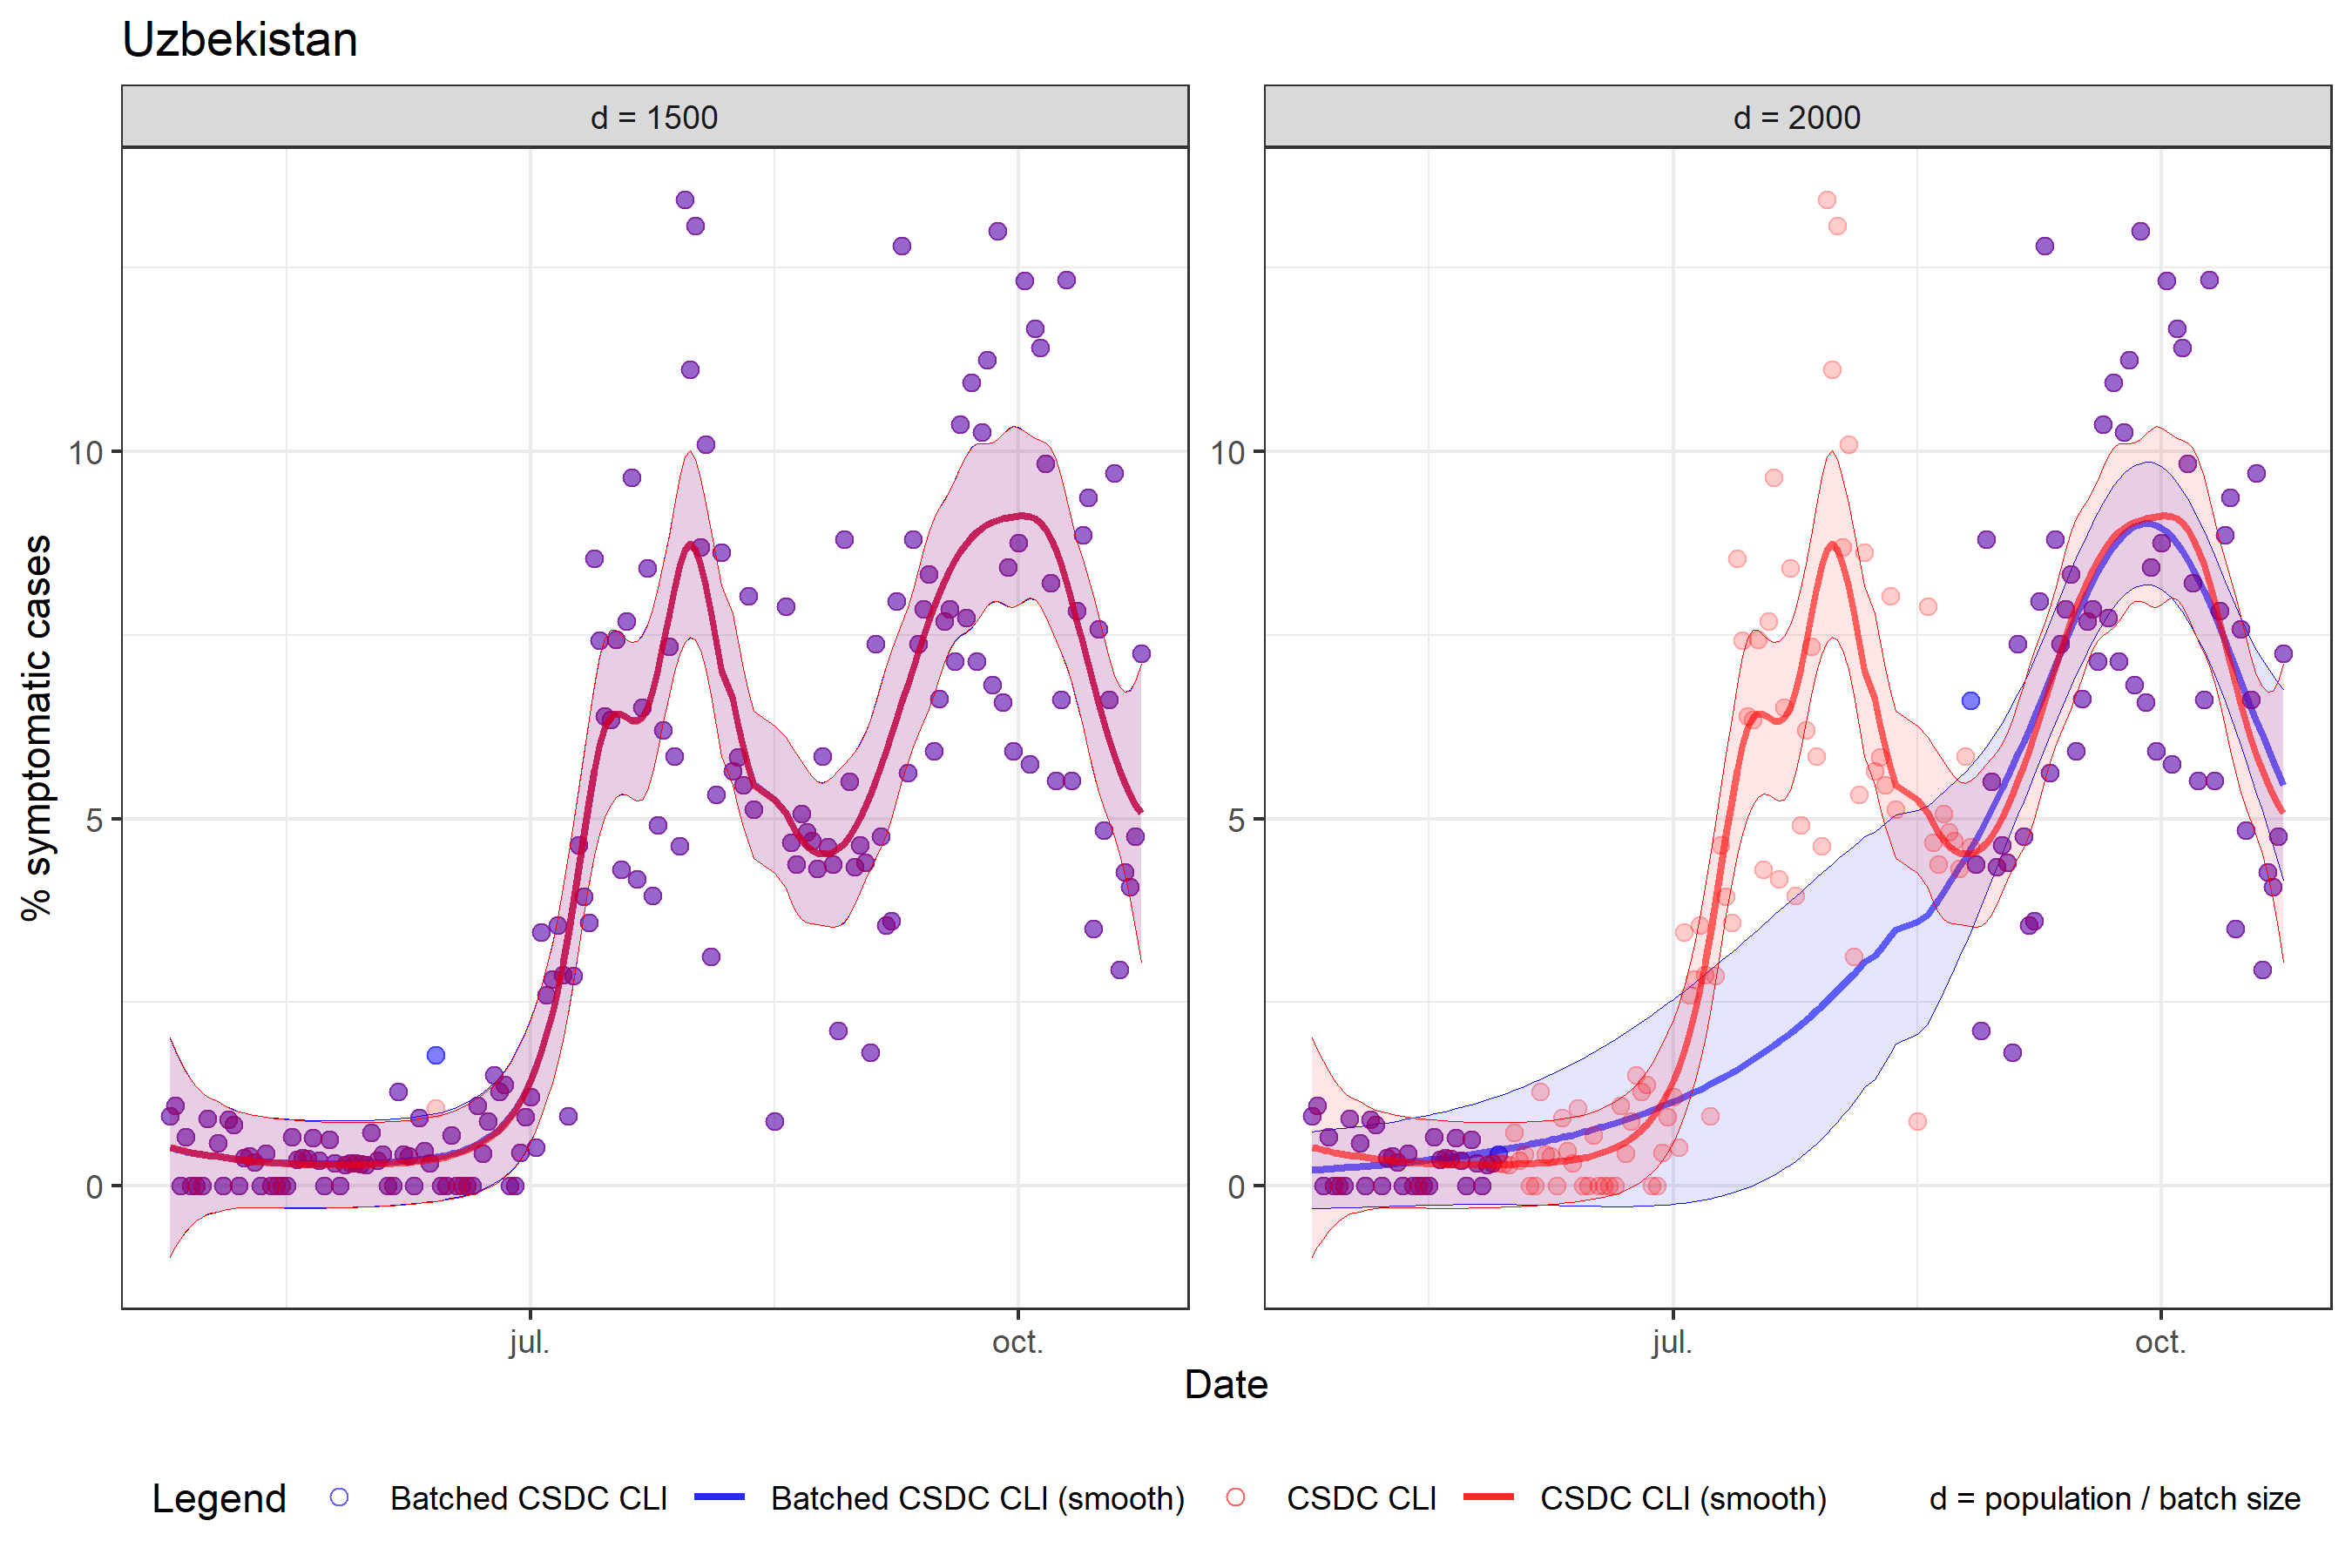 Uzbekistan
d = 1500
d = 2000
% symptomatic cases
10
5
0
10
5
0
jul.
oct.
jul.
oct.
Date
Legend
Batched CSDC CLI
Batched CSDC CLI (smooth)
CSDC CLI
CSDC CLI (smooth)
d = population / batch size